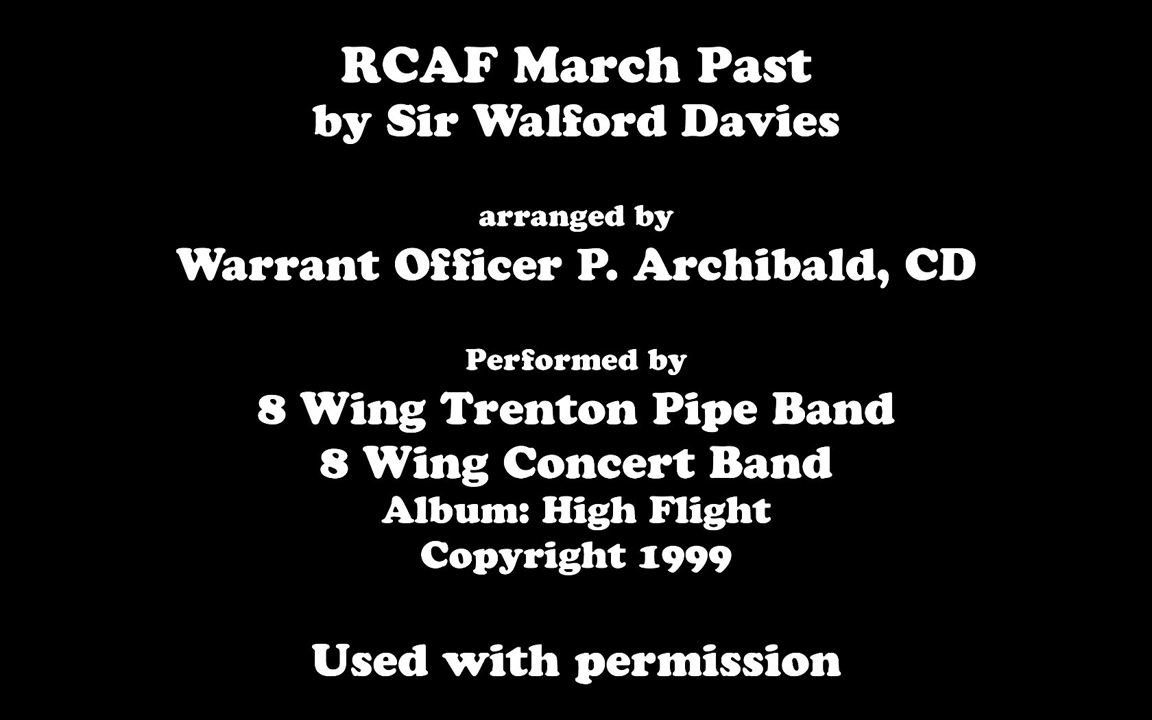 RCAF March Past
by Sir Walford Davies
arranged by
Warrant Officer P. Archibald, CD
Performed by
8 Wing Trenton Pipe Band
8 Wing Concert Band
Album: High Flight
Copyright 1999
Used with permission